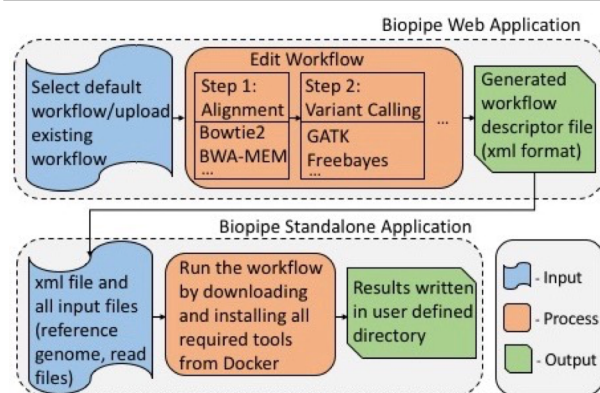 Biopipe Web Application
Select default
workflow/upload
existing
workflow
Edit Workflow
Step 1:
Alignment
Bowtie2
BWA-MEM
...
Step 2:
Variant Calling
GATK
Freebayes
...
...
Generated
workflow
descriptor file
(xml format)
Biopipe Standalone Application
xml file and
all input files
(reference
genome, read
files)
Run the workflow
by downloading
and installing all
required tools
from Docker
Results written
in user defined
directory
- Input
- Process
- Output